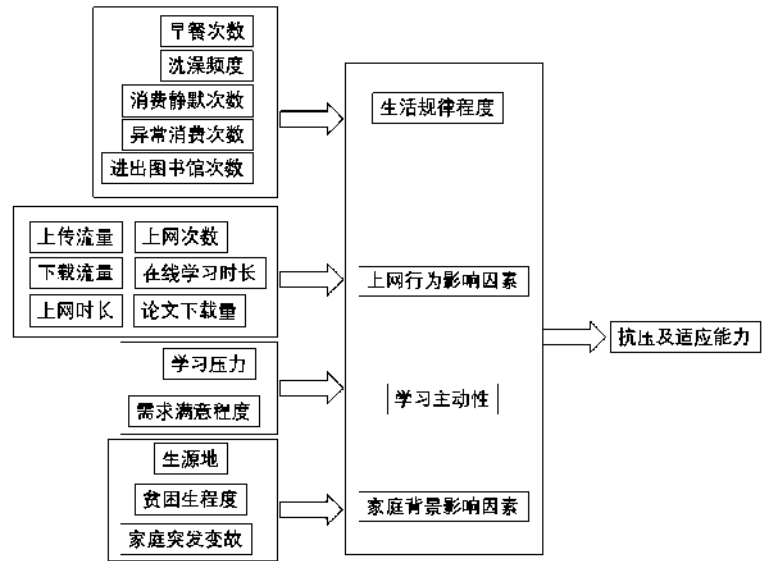 早餐次数
洗澡频度
消费静默次数
异常消费次数
进出图书馆次数
生活规律程度
上传流量 上网次数
下载流量 在线学习时长
上网时长 论文下载量
上网行为影响因素
抗压及适应能力
学习压力
需求满意程度
学习主动性
生源地
贫困生程度
家庭突发变故
家庭背景影响因素